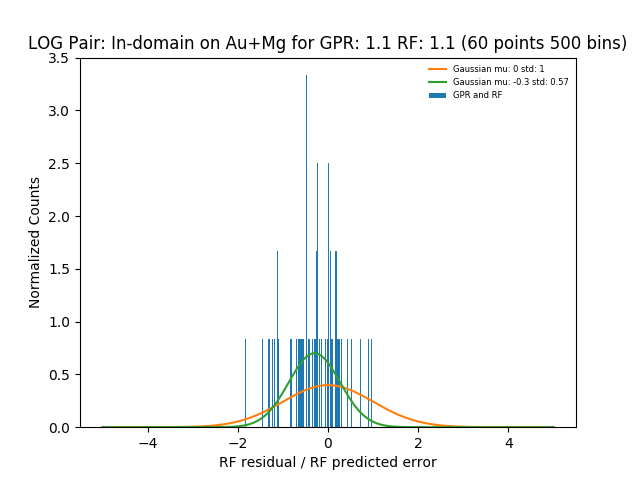 LOG Pair: In-domain on Au+Mg for GPR: 1.1 RF: 1.1 (60 points 500 bins)
Gaussian mu: 0 std: 1
Gaussian mu: -0.3 std: 0.57
GPR and RF
Normalized Counts
3.5
3.0
2.5
2.0
1.5
1.0
0.5
0.0
−4 −2 0 2 4
RF residual / RF predicted error